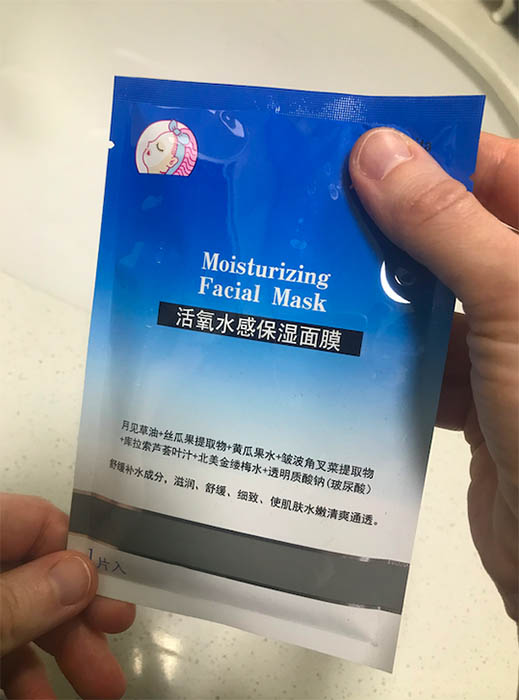 Moisturizing
Facial Mask
活氧水感保湿面膜
月见草油+丝瓜果提取物+黄瓜果水+皱波角叉菜提取物
+库拉索芦荟叶汁+北美金缕梅水+透明质酸钠(玻尿酸)
舒缓补水成分，滋润、舒缓、细致、使肌肤水嫩清爽通透。
1片入